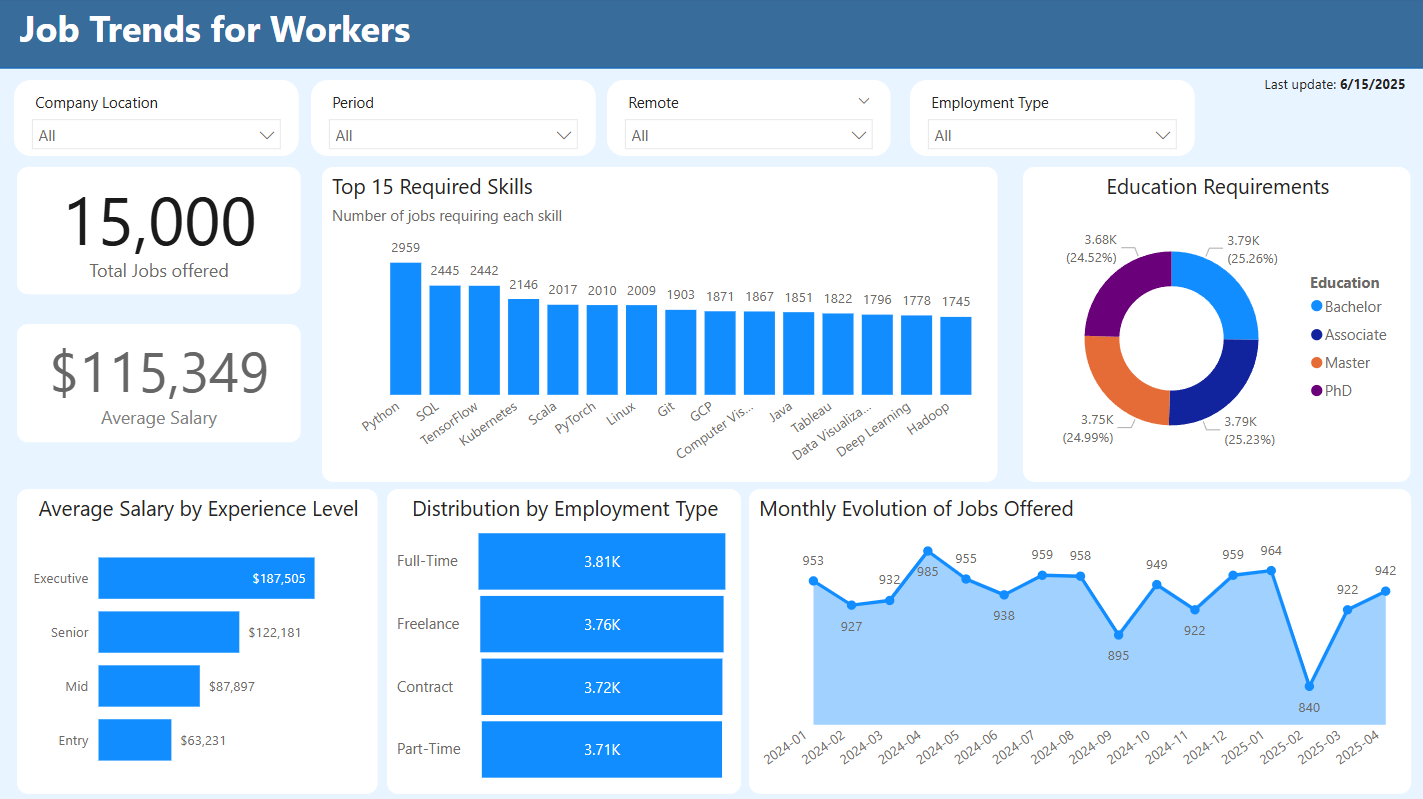 Job Trends for Workers
Last update: 6/15/2025
Company Location
All
Period
All
Remote
All
Employment Type
All
15,000
Total Jobs offered
$115,349
Average Salary
Top 15 Required Skills
Number of jobs requiring each skill
2959
2445
2442
2146
2017
2010
2009
1903
1871
1867
1851
1822
1796
1778
1745
Python
SQL
TensorFlow
Kubernetes
Scala
PyTorch
Linux
Git
GCP
Computer Vis...
Java
Tableau
Data Visualiza...
Deep Learning
Hadoop
Education Requirements
3.68K
(24.52%)
3.79K
(25.26%)
3.75K
(24.99%)
3.79K
(25.23%)
Education
Bachelor
Associate
Master
PhD
Average Salary by Experience Level
Executive
$187,505
Senior
$122,181
Mid
$87,897
Entry
$63,231
Distribution by Employment Type
Full-Time
3.81K
Freelance
3.76K
Contract
3.72K
Part-Time
3.71K
Monthly Evolution of Jobs Offered
953
927
932
985
955
938
959
958
895
949
922
959
964
840
922
942
2024-01
2024-02
2024-03
2024-04
2024-05
2024-06
2024-07
2024-08
2024-09
2024-10
2024-11
2024-12
2025-01
2025-02
2025-03
2025-04